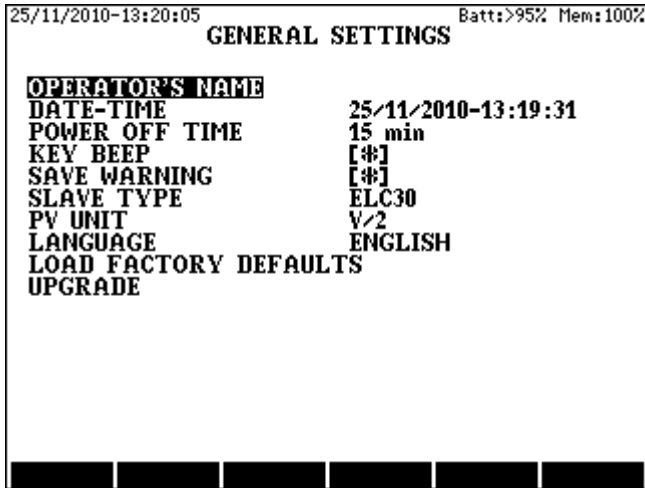 25/11/2010-13:20:05 Batt:>95% Mem:100%
GENERAL SETTINGS
OPERATOR'S NAME
DATE-TIME 25/11/2010-13:19:31
POWER OFF TIME 15 min
KEY BEEP [*]
SAVE WARNING [*]
SLAVE TYPE ELC30
PV UNIT V/2
LANGUAGE ENGLISH
LOAD FACTORY DEFAULTS
UPGRADE